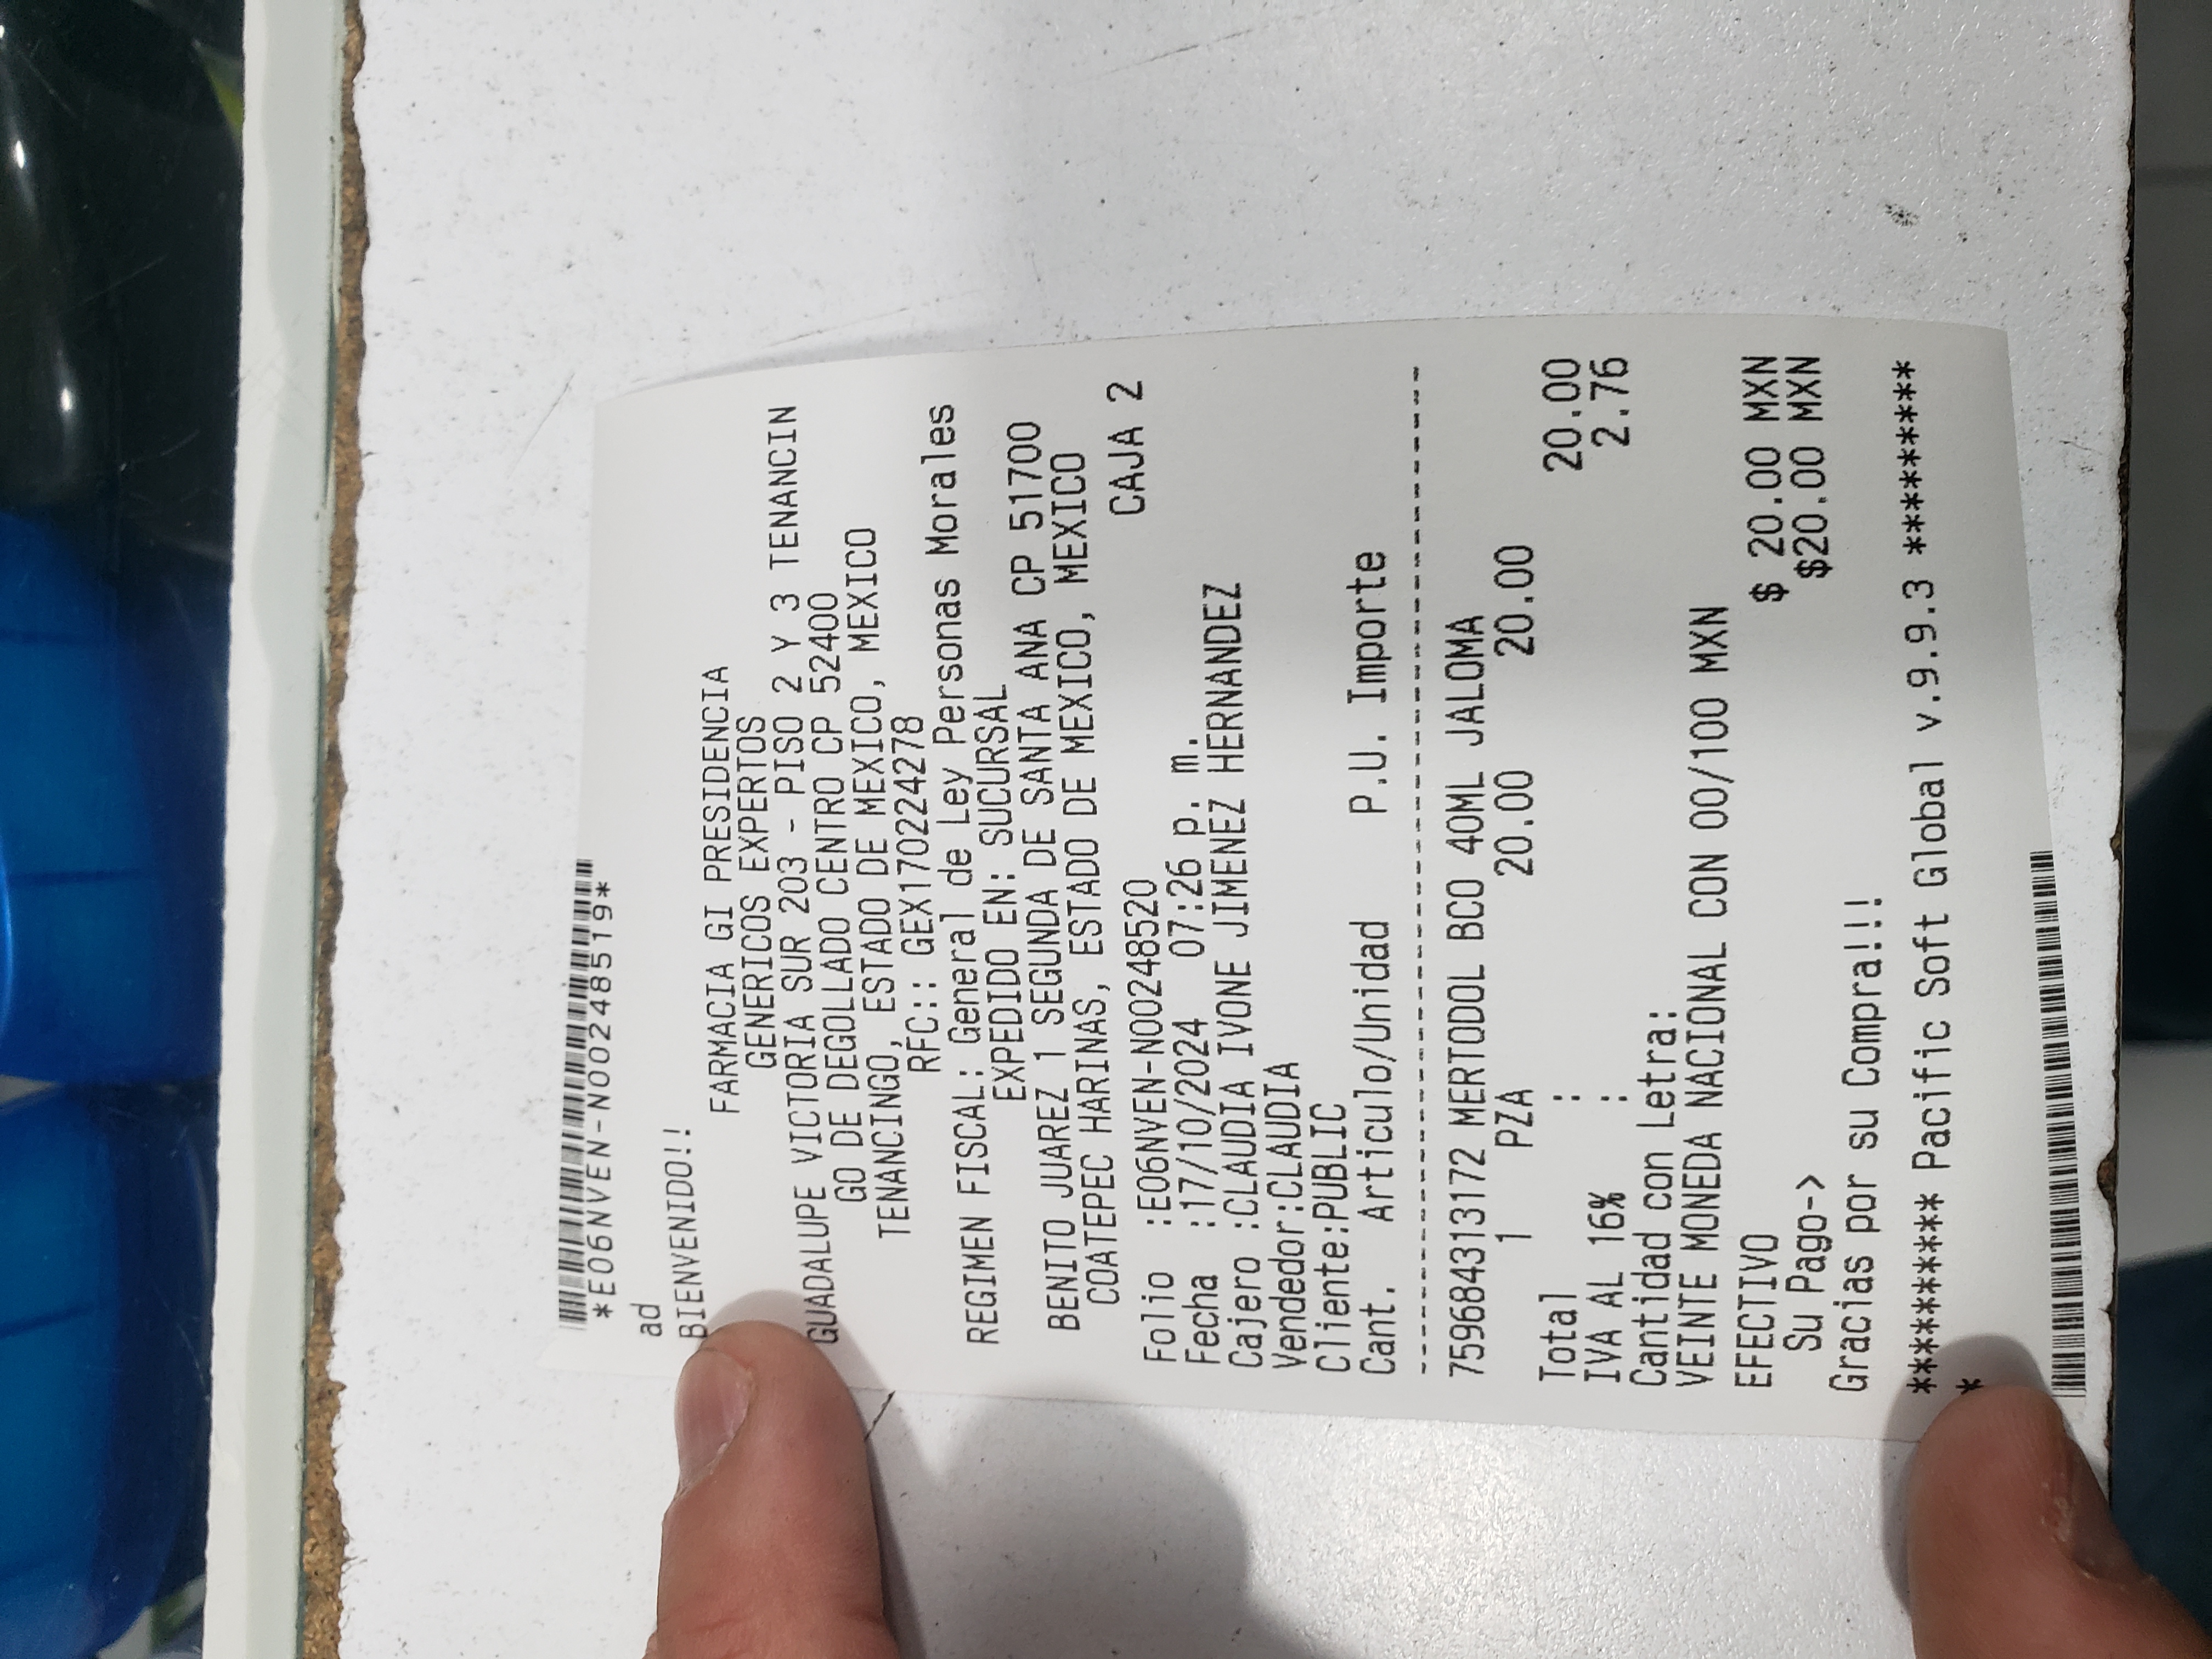 *E06NVEN-N00248519*
ad
BIENVENIDO!!
FARMACIA GI PRESIDENCIA
GENERICOS EXPERTOS
GUADALUPE VICTORIA SUR 203 - PISO 2 Y 3 TENANCIN
GO DE DEGOLLADO CENTRO CP 52400
TENANCINGO, ESTADO DE MEXICO, MEXICO
RFC:: GEX170224278
REGIMEN FISCAL: General de Ley Personas Morales
EXPEDIDO EN: SUCURSAL
BENITO JUAREZ 1 SEGUNDA DE SANTA ANA CP 51700
COATEPEC HARINAS, ESTADO DE MEXICO, MEXICO
CAJA 2
Folio :E06NVEN-N00248520
Fecha :17/10/2024 07:26 p. m.
Cajero :CLAUDIA IVONE JIMENEZ HERNANDEZ
Vendedor:CLAUDIA
Cliente:PUBLIC
Cant. Articulo/Unidad P.U. Importe
759684313172 MERTODOL BCO 40ML JALOMA
1 PZA 20.00 20.00
Total : 20.00
IVA AL 16% : 2.76
Cantidad con Letra:
VEINTE MONEDA NACIONAL CON 00/100 MXN
EFECTIVO $ 20.00 MXN
Su Pago-> $20.00 MXN
Gracias por su Compra!!!
******** Pacific Soft Global v.9.9.3 *********
*